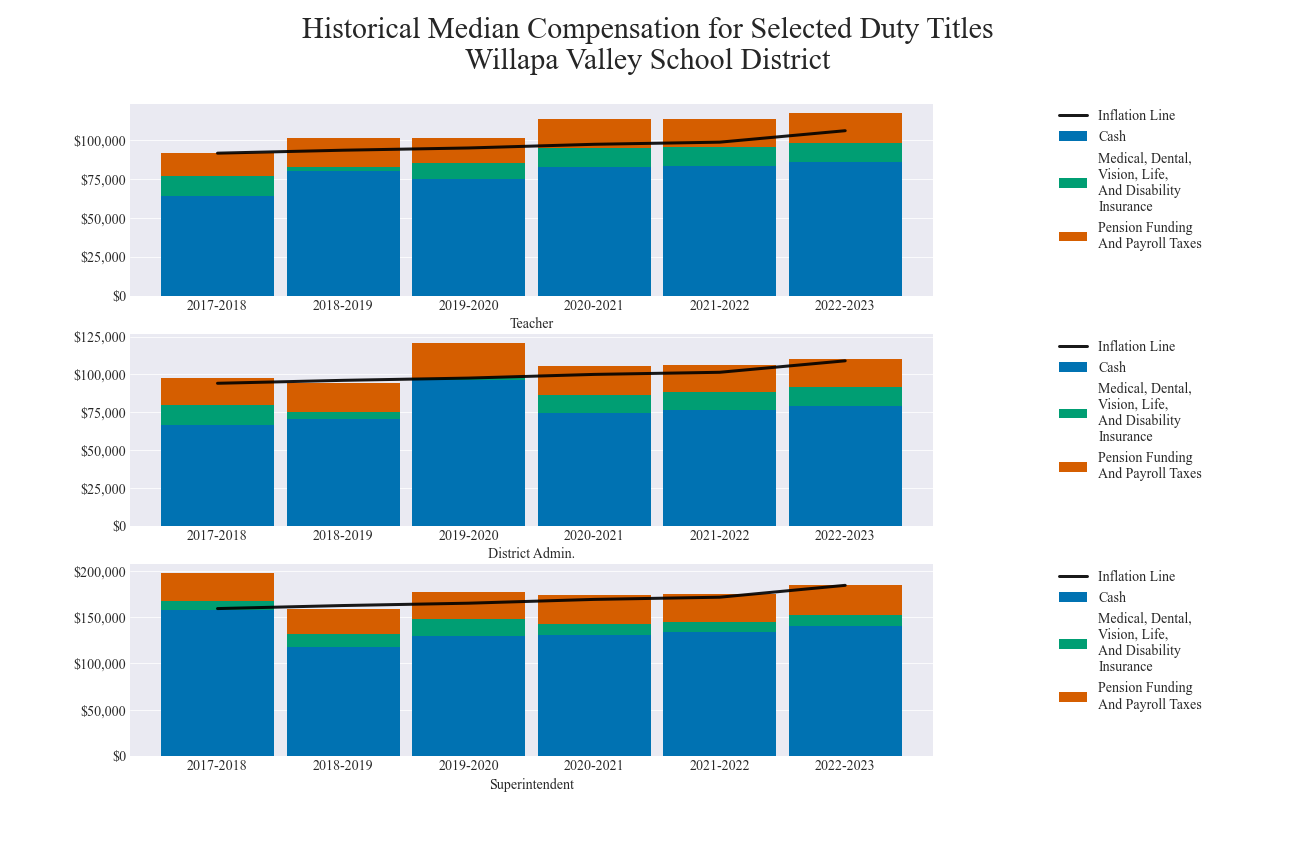 Historical Median Compensation for Selected Duty Titles
Willapa Valley School District
$100,000
$75,000
$50,000
$25,000
$0
2017-2018 2018-2019 2019-2020 2020-2021 2021-2022 2022-2023
Teacher
Inflation Line
Cash
Medical, Dental,
Vision, Life,
And Disability
Insurance
Pension Funding
And Payroll Taxes
$125,000
$100,000
$75,000
$50,000
$25,000
$0
2017-2018 2018-2019 2019-2020 2020-2021 2021-2022 2022-2023
District Admin.
Inflation Line
Cash
Medical, Dental,
Vision, Life,
And Disability
Insurance
Pension Funding
And Payroll Taxes
$200,000
$150,000
$100,000
$50,000
$0
2017-2018 2018-2019 2019-2020 2020-2021 2021-2022 2022-2023
Superintendent
Inflation Line
Cash
Medical, Dental,
Vision, Life,
And Disability
Insurance
Pension Funding
And Payroll Taxes